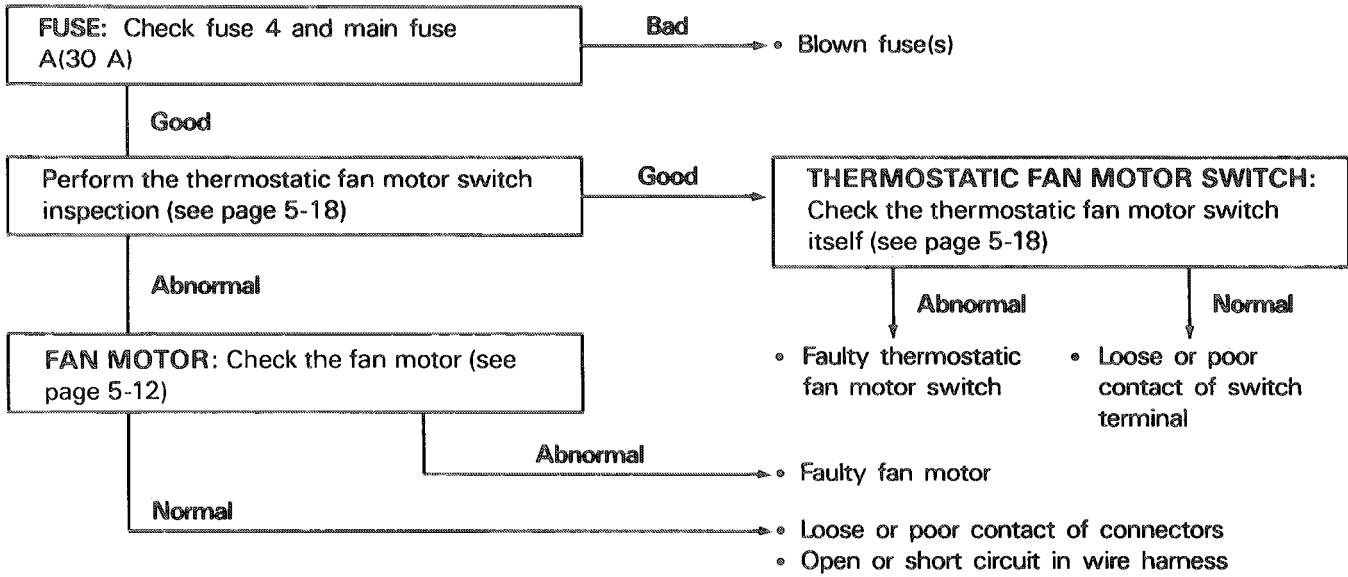 FUSE: Check fuse 4 and main fuse
A(30 A)
Bad
• Blown fuse(s)
Good
Perform the thermostatic fan motor switch
inspection (see page 5-18)
Good
THERMOSTATIC FAN MOTOR SWITCH:
Check the thermostatic fan motor switch
itself (see page 5-18)
Abnormal
Abnormal
Normal
FAN MOTOR: Check the fan motor (see
page 5-12)
• Faulty thermostatic
fan motor switch
• Loose or poor
contact of switch
terminal
Abnormal
• Faulty fan motor
Normal
• Loose or poor contact of connectors
• Open or short circuit in wire harness